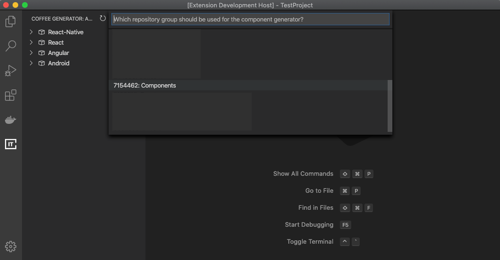 [Extension Development Host] - TestProject
COFFEE GENERATOR: A...
Which repository group should be used for the component generator?
React-Native
React
Angular
Android
7154462: Components
IT
Show All Commands ⇧ ⌘ P
Go to File ⌘ P
Find in Files ⇧ ⌘ F
Start Debugging F5
Toggle Terminal ^ `